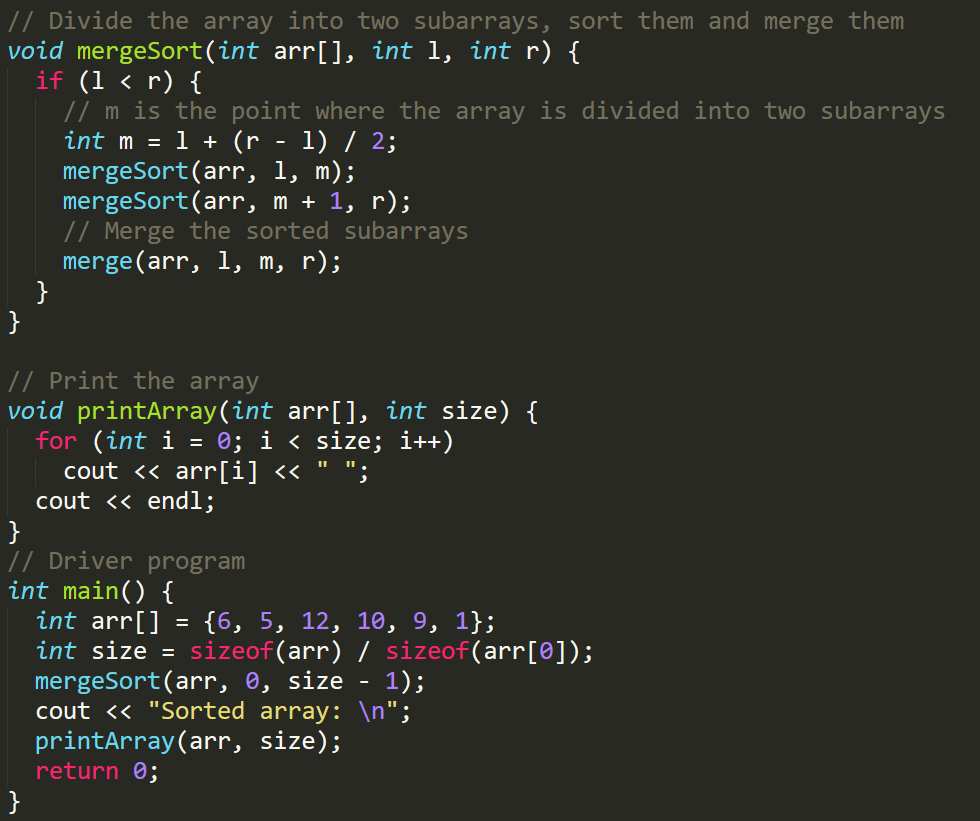 // Divide the array into two subarrays, sort them and merge them
void mergeSort(int arr[], int l, int r) {
  if (l < r) {
    // m is the point where the array is divided into two subarrays
    int m = l + (r - l) / 2;
    mergeSort(arr, l, m);
    mergeSort(arr, m + 1, r);
    // Merge the sorted subarrays
    merge(arr, l, m, r);
  }
}

// Print the array
void printArray(int arr[], int size) {
  for (int i = 0; i < size; i++)
    cout << arr[i] << " ";
  cout << endl;
}
// Driver program
int main() {
  int arr[] = {6, 5, 12, 10, 9, 1};
  int size = sizeof(arr) / sizeof(arr[0]);
  mergeSort(arr, 0, size - 1);
  cout << "Sorted array: \n";
  printArray(arr, size);
  return 0;
}